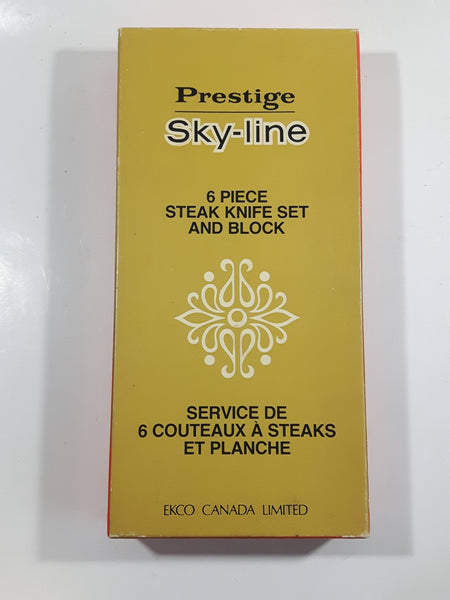 Prestige
Sky-line
6 PIECE
STEAK KNIFE SET
AND BLOCK
SERVICE DE
6 COUTEAUX À STEAKS
ET PLANCHE
EKCO CANADA LIMITED